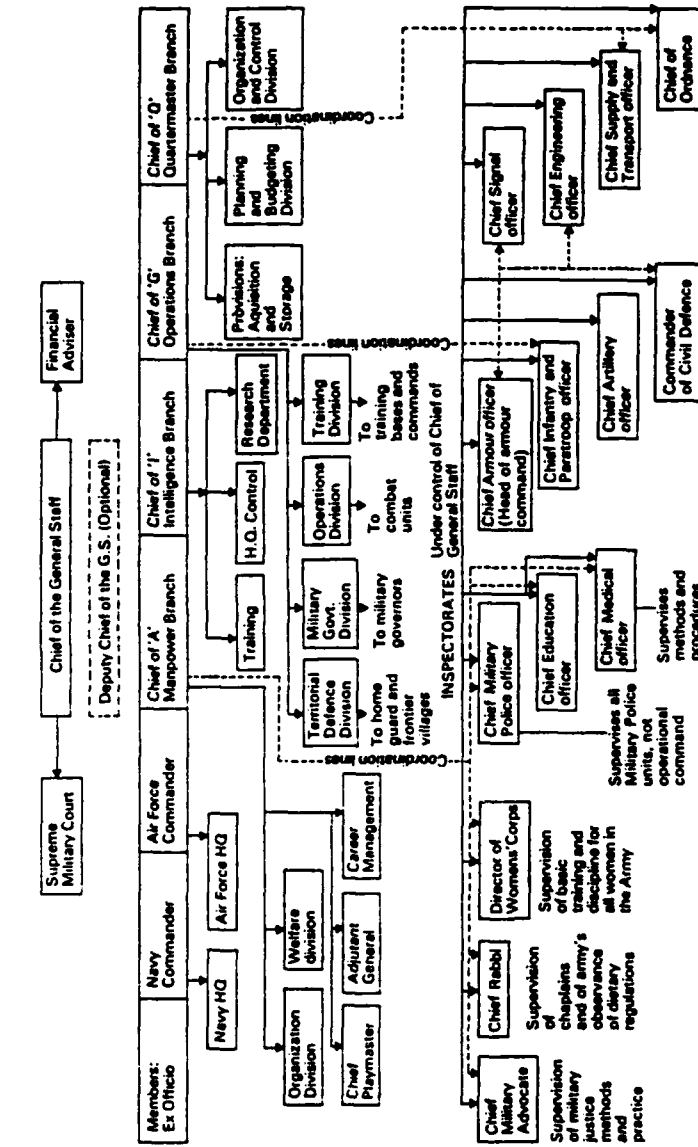 Supreme
Military Court
Chief of the General Staff
Financial
Adviser
Deputy Chief of the G.S. (Optional)
Members:
Ex Officio
Navy
Commander
Air Force
Commander
Chief of 'A'
Manpower Branch
Chief of 'I'
Intelligence Branch
Chief of 'G'
Operations Branch
Chief of 'Q'
Quartermaster Branch
Navy HQ
Air Force HQ
Organization
Division
Welfare
division
Chief
Playmaster
Adjutant
General
Career
Management
Training
H.Q. Control
Research
Department
Provisions:
Aquisition
and
Storage
Planning
and
Budgeting
Division
Organization
and Control
Division
Territorial
Defence
Division
Military
Govt.
Division
Operations
Division
Training
Division
To home
guard and
frontier
villages
To military
governors
To
combat
units
To
training
bases and
commands
Coordination lines
Coordination lines
Coordination lines
INSPECTORATES
Under control of Chief of
General Staff
Chief
Military
Advocate
Supervision
of military
justice
methods
and
practice
Chief Rabbi
Supervision
of
chaplains
and of army's
observance
of dietary
regulations
Director of
Womens' Corps
Supervision
of basic
training and
discipline for
all women in
the Army
Chief Military
Police officer
Supervises all
Military Police
units, not
operational
command
Chief Education
officer
Chief Medical
officer
Supervises
methods and
procedures
Chief Armour officer
(Head of armour
command)
Chief Infantry and
Paratroop officer
Chief Artillery
officer
Commander
of Civil Defence
Chief Signal
officer
Chief Engineering
officer
Chief Supply and
Transport officer
Chief of
Ordnance